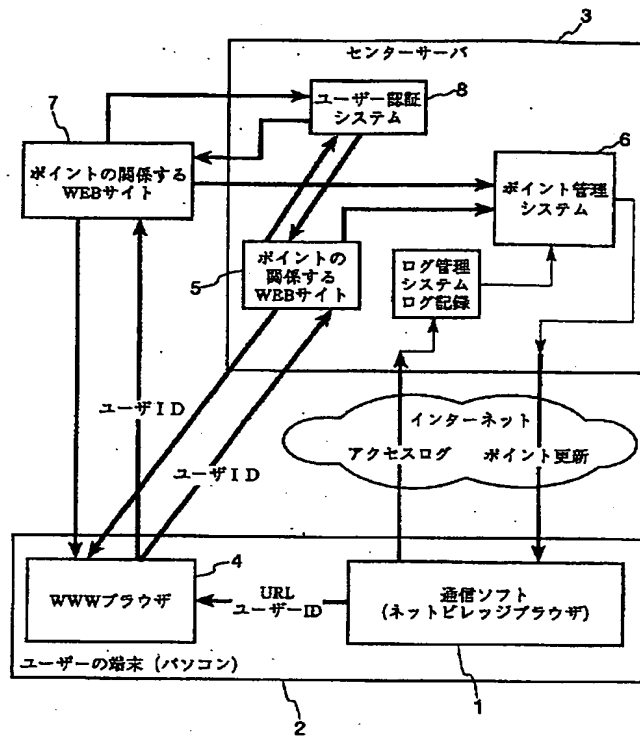 3
センターサーバ
8
ユーザー認証
システム
7
ポイントの関係する
WEBサイト
6
ポイント管理
システム
5
ポイントの
関係する
WEBサイト
ログ管理
システム
ログ記録
ユーザID
ユーザID
インターネット
アクセスログ
ポイント更新
4
WWWブラウザ
URL
ユーザーID
通信ソフト
(ネットビレッジブラウザ)
ユーザーの端末(パソコン)
2
1